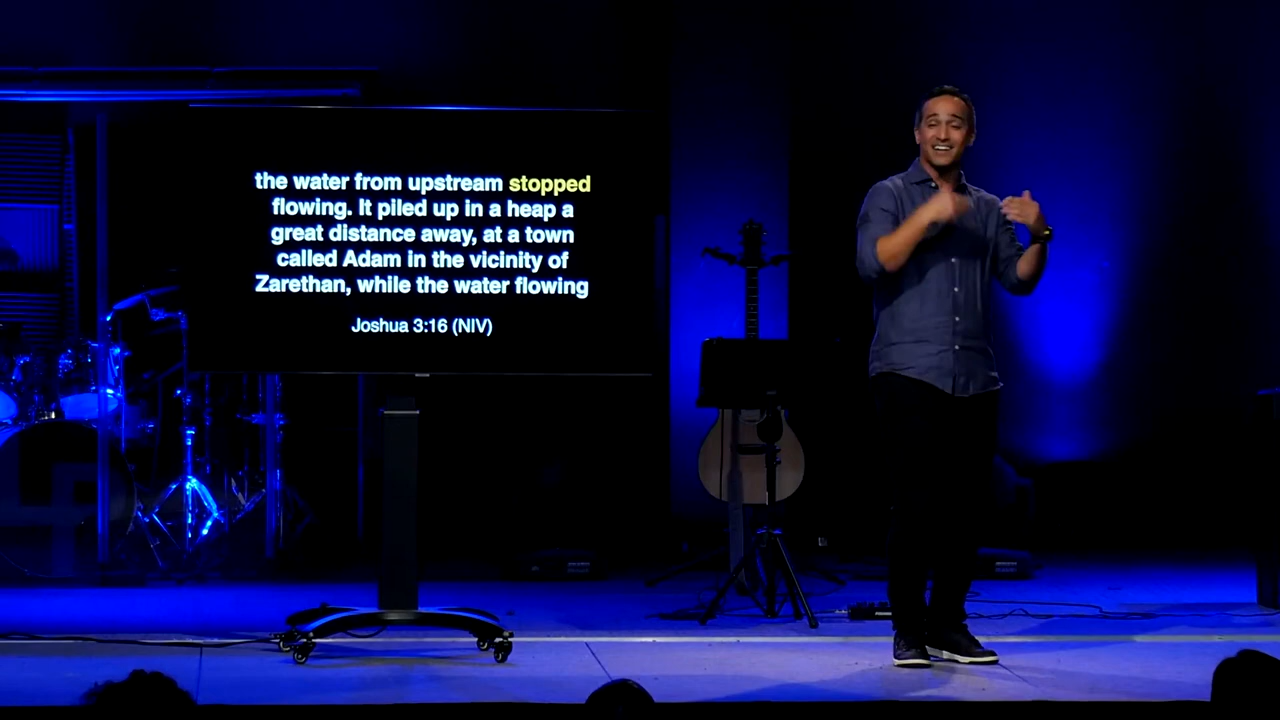 the water from upstream stopped
flowing. It piled up in a heap a
great distance away, at a town
called Adam in the vicinity of
Zarethan, while the water flowing
Joshua 3:16 (NIV)